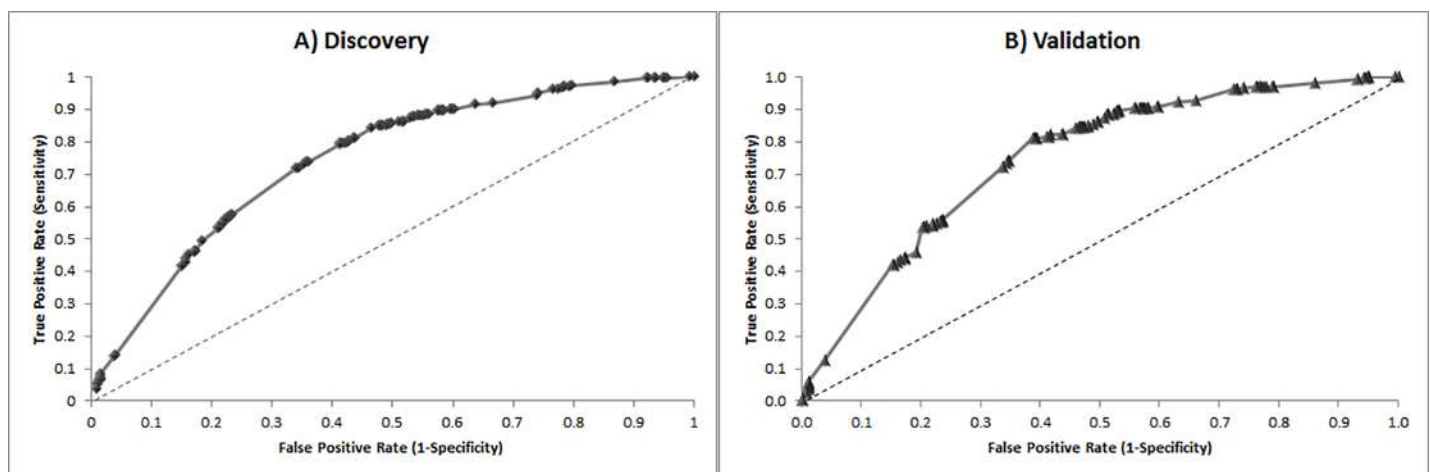 A) Discovery
True Positive Rate (Sensitivity)
1
0.9
0.8
0.7
0.6
0.5
0.4
0.3
0.2
0.1
0
0 0.1 0.2 0.3 0.4 0.5 0.6 0.7 0.8 0.9 1
False Positive Rate (1-Specificity)
B) Validation
True Positive Rate (Sensitivity)
1.0
0.9
0.8
0.7
0.6
0.5
0.4
0.3
0.2
0.1
0.0
0.0 0.1 0.2 0.3 0.4 0.5 0.6 0.7 0.8 0.9 1.0
False Positive Rate (1-Specificity)